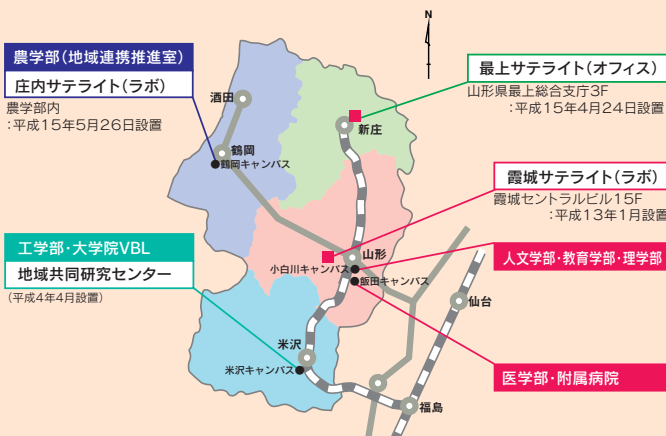 N
農学部(地域連携推進室)
庄内サテライト(ラボ)
農学部内
:平成15年5月26日設置
最上サテライト(オフィス)
山形県最上総合支庁3F
:平成15年4月24日設置
酒田
新庄
鶴岡
鶴岡キャンパス
霞城サテライト(ラボ)
霞城セントラルビル15F
:平成13年1月設置
工学部・大学院VBL
地域共同研究センター
(平成4年4月設置)
山形
小白川キャンパス
飯田キャンパス
人文学部・教育学部・理学部
仙台
米沢
米沢キャンパス
医学部・附属病院
福島